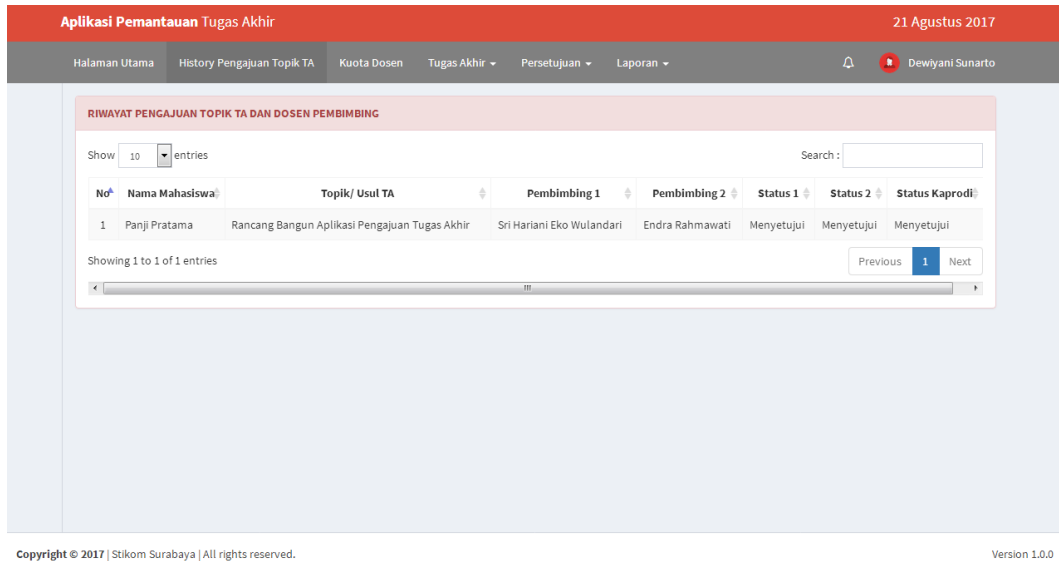 Aplikasi Pemantauan Tugas Akhir 21 Agustus 2017
Halaman Utama History Pengajuan Topik TA Kuota Dosen Tugas Akhir Persetujuan Laporan Dewiyani Sunarto
RIWAYAT PENGAJUAN TOPIK TA DAN DOSEN PEMBIMBING
Show 10 entries Search :
No Nama Mahasiswa Topik/ Usul TA Pembimbing 1 Pembimbing 2 Status 1 Status 2 Status Kaprodi
1 Panji Pratama Rancang Bangun Aplikasi Pengajuan Tugas Akhir Sri Hariani Eko Wulandari Endra Rahmawati Menyetujui Menyetujui Menyetujui
Showing 1 to 1 of 1 entries Previous 1 Next
Copyright © 2017 | Stikom Surabaya | All rights reserved. Version 1.0.0